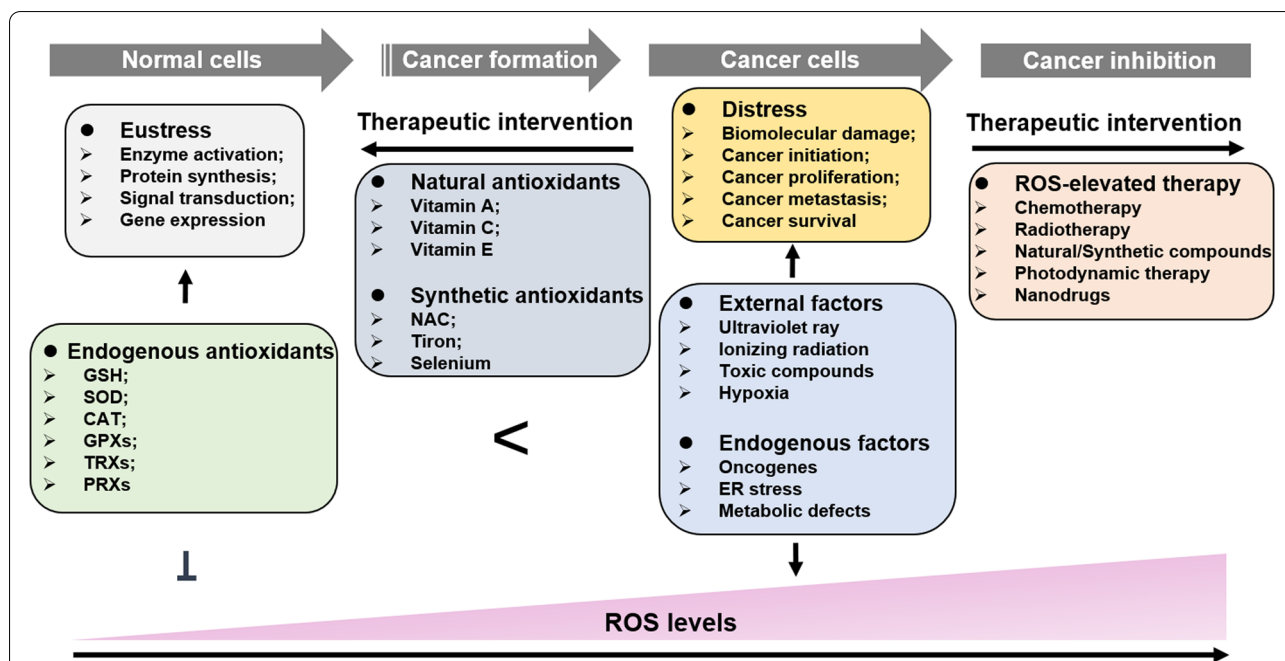 Normal cells
Cancer formation
Cancer cells
Cancer inhibition
● Eustress
➢ Enzyme activation;
➢ Protein synthesis;
➢ Signal transduction;
➢ Gene expression
● Endogenous antioxidants
➢ GSH;
➢ SOD;
➢ CAT;
➢ GPXs;
➢ TRXs;
➢ PRXs
Therapeutic intervention
● Natural antioxidants
➢ Vitamin A;
➢ Vitamin C;
➢ Vitamin E
● Synthetic antioxidants
➢ NAC;
➢ Tiron;
➢ Selenium
<
● Distress
➢ Biomolecular damage;
➢ Cancer initiation;
➢ Cancer proliferation;
➢ Cancer metastasis;
➢ Cancer survival
● External factors
➢ Ultraviolet ray
➢ Ionizing radiation
➢ Toxic compounds
➢ Hypoxia
● Endogenous factors
➢ Oncogenes
➢ ER stress
➢ Metabolic defects
Therapeutic intervention
● ROS-elevated therapy
➢ Chemotherapy
➢ Radiotherapy
➢ Natural/Synthetic compounds
➢ Photodynamic therapy
➢ Nanodrugs
ROS levels